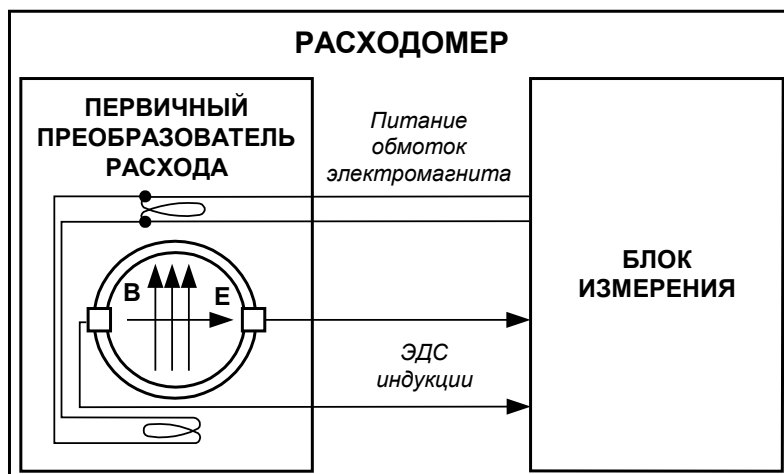 РАСХОДОМЕР
ПЕРВИЧНЫЙ
ПРЕОБРАЗОВАТЕЛЬ
РАСХОДА
Питание
обмоток
электромагнита
B
E
БЛОК
ИЗМЕРЕНИЯ
ЭДС
индукции